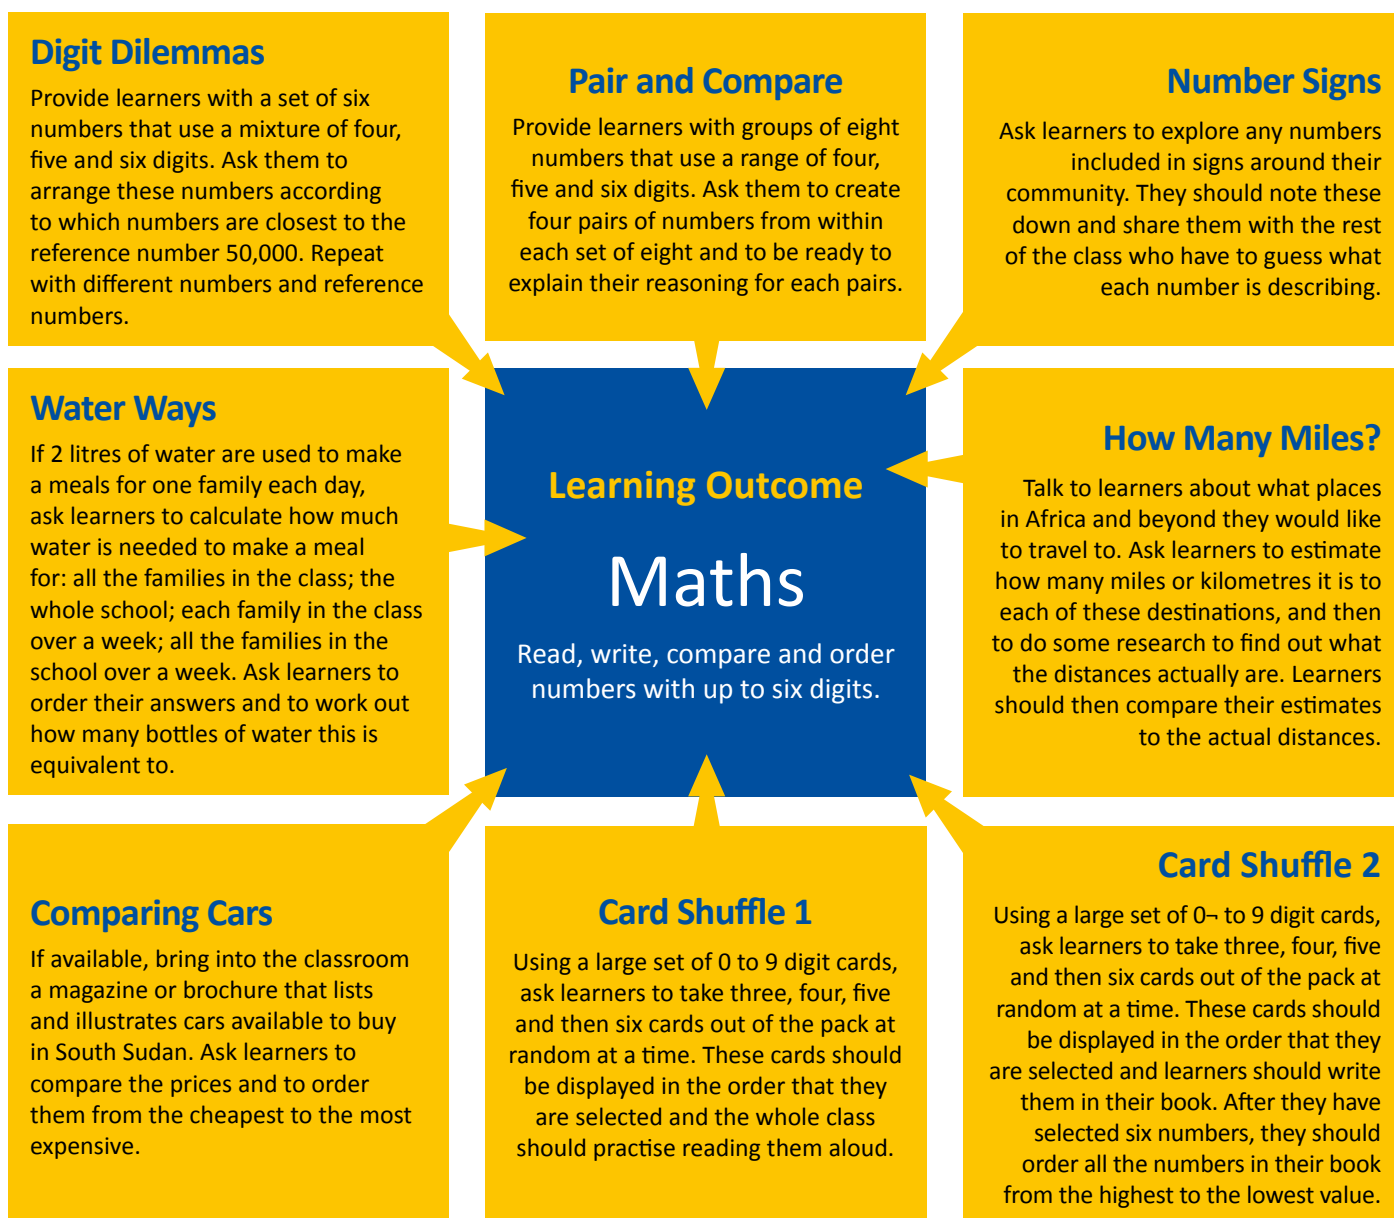 Digit Dilemmas
Provide learners with a set of six
numbers that use a mixture of four,
five and six digits. Ask them to
arrange these numbers according
to which numbers are closest to the
reference number 50,000. Repeat
with different numbers and reference
numbers.
Pair and Compare
Provide learners with groups of eight
numbers that use a range of four,
five and six digits. Ask them to create
four pairs of numbers from within
each set of eight and to be ready to
explain their reasoning for each pairs.
Number Signs
Ask learners to explore any numbers
included in signs around their
community. They should note these
down and share them with the rest
of the class who have to guess what
each number is describing.
Water Ways
If 2 litres of water are used to make
a meals for one family each day,
ask learners to calculate how much
water is needed to make a meal
for: all the families in the class; the
whole school; each family in the class
over a week; all the families in the
school over a week. Ask learners to
order their answers and to work out
how many bottles of water this is
equivalent to.
Learning Outcome
Maths
Read, write, compare and order
numbers with up to six digits.
How Many Miles?
Talk to learners about what places
in Africa and beyond they would like
to travel to. Ask learners to estimate
how many miles or kilometres it is to
each of these destinations, and then
to do some research to find out what
the distances actually are. Learners
should then compare their estimates
to the actual distances.
Comparing Cars
If available, bring into the classroom
a magazine or brochure that lists
and illustrates cars available to buy
in South Sudan. Ask learners to
compare the prices and to order
them from the cheapest to the most
expensive.
Card Shuffle 1
Using a large set of 0 to 9 digit cards,
ask learners to take three, four, five
and then six cards out of the pack at
random at a time. These cards should
be displayed in the order that they
are selected and the whole class
should practise reading them aloud.
Card Shuffle 2
Using a large set of 0¬ to 9 digit cards,
ask learners to take three, four, five
and then six cards out of the pack at
random at a time. These cards should
be displayed in the order that they
are selected and learners should write
them in their book. After they have
selected six numbers, they should
order all the numbers in their book
from the highest to the lowest value.